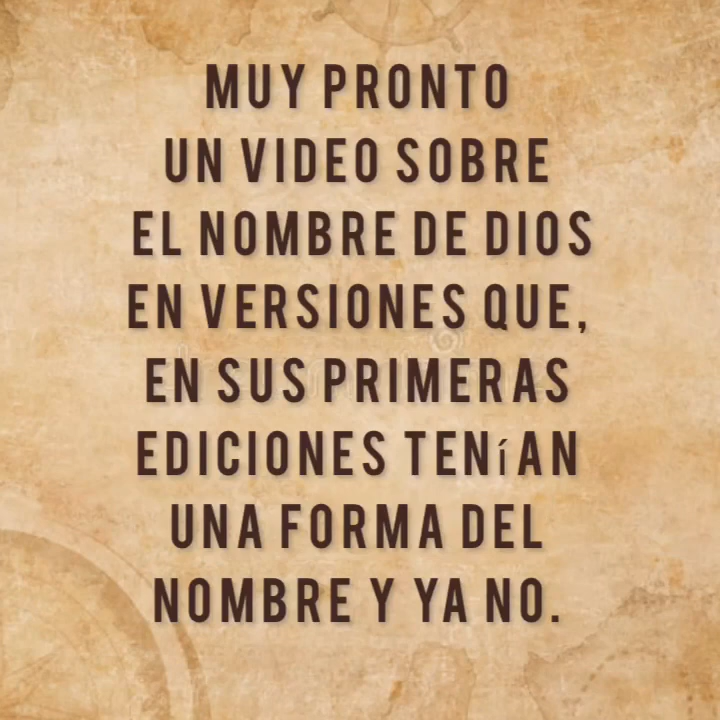 MUY PRONTO
UN VIDEO SOBRE
EL NOMBRE DE DIOS
EN VERSIONES QUE,
EN SUS PRIMERAS
EDICIONES TENíAN
UNA FORMA DEL
NOMBRE Y YA NO.